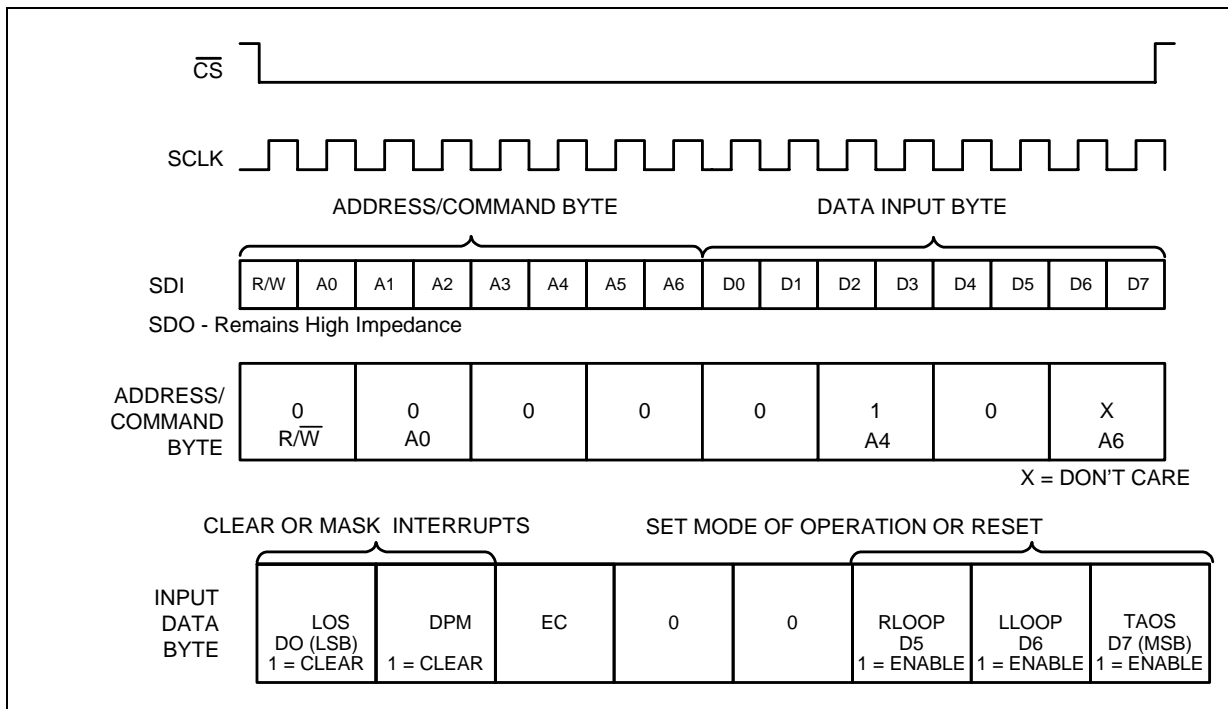 CS
SCLK
ADDRESS/COMMAND BYTE DATA INPUT BYTE
SDI R/W A0 A1 A2 A3 A4 A5 A6 D0 D1 D2 D3 D4 D5 D6 D7
SDO - Remains High Impedance
ADDRESS/
COMMAND
BYTE
0 0 0 0 0 1 0 X
R/W A0 A4 A6
X = DON'T CARE
CLEAR OR MASK INTERRUPTS SET MODE OF OPERATION OR RESET
INPUT
DATA
BYTE
LOS DPM EC 0 0 RLOOP LLOOP TAOS
DO (LSB) D5 D6 D7 (MSB)
1 = CLEAR 1 = CLEAR 1 = ENABLE 1 = ENABLE 1 = ENABLE